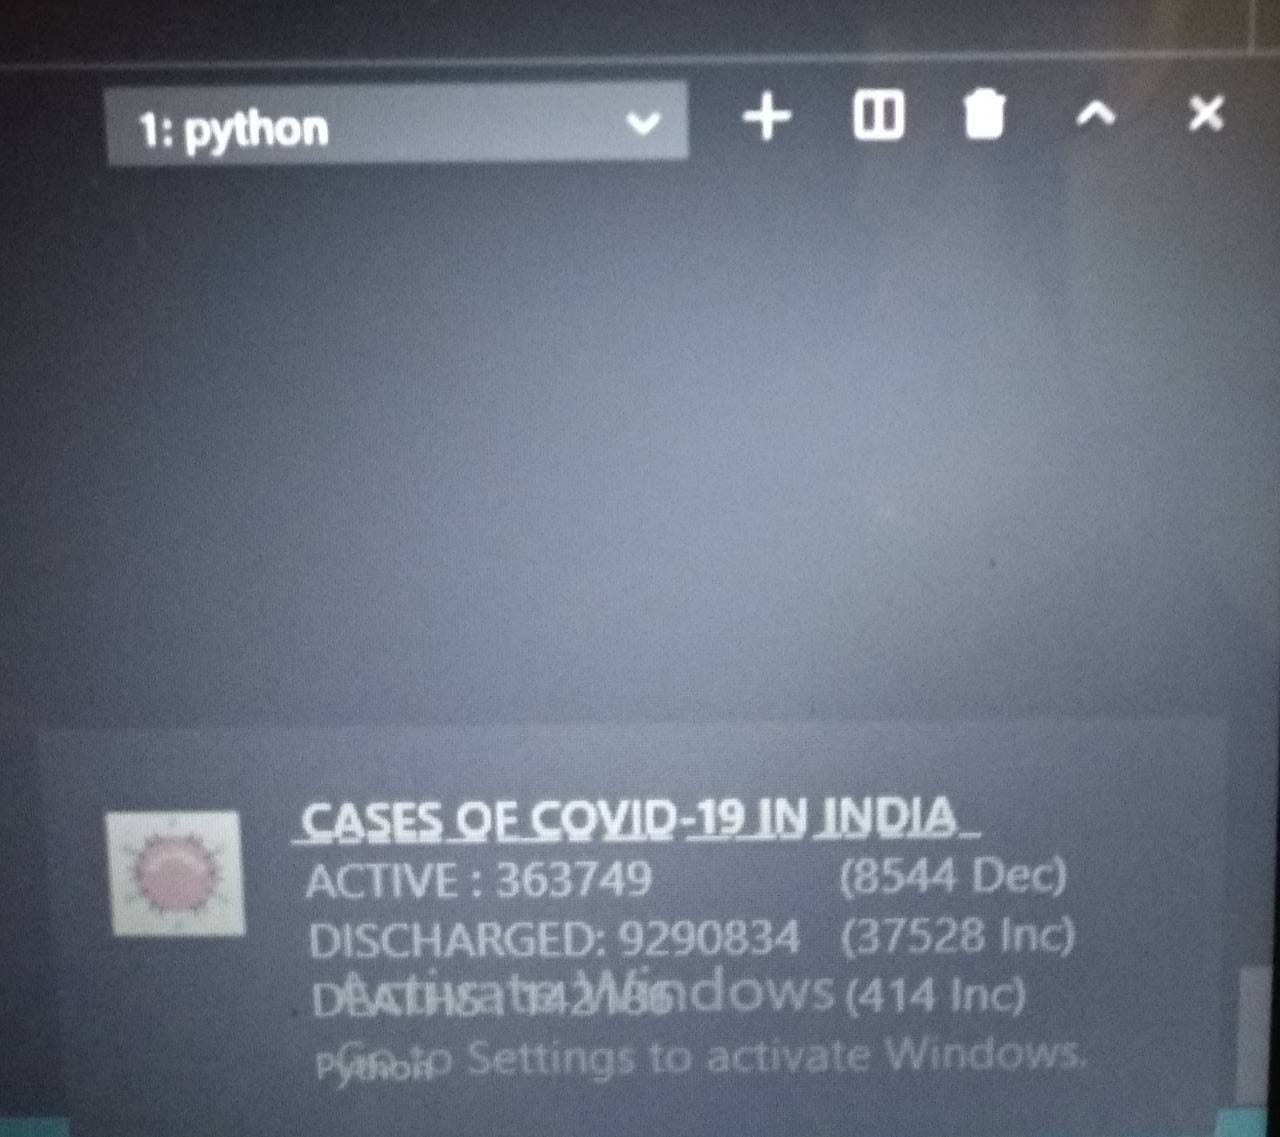 1: python
CASES OF COVID-19 IN INDIA
ACTIVE : 363749 (8544 Dec)
DISCHARGED: 9290834 (37528 Inc)
DEATHS : 142186 (414 Inc)
Activate Windows
Python
Go to Settings to activate Windows.